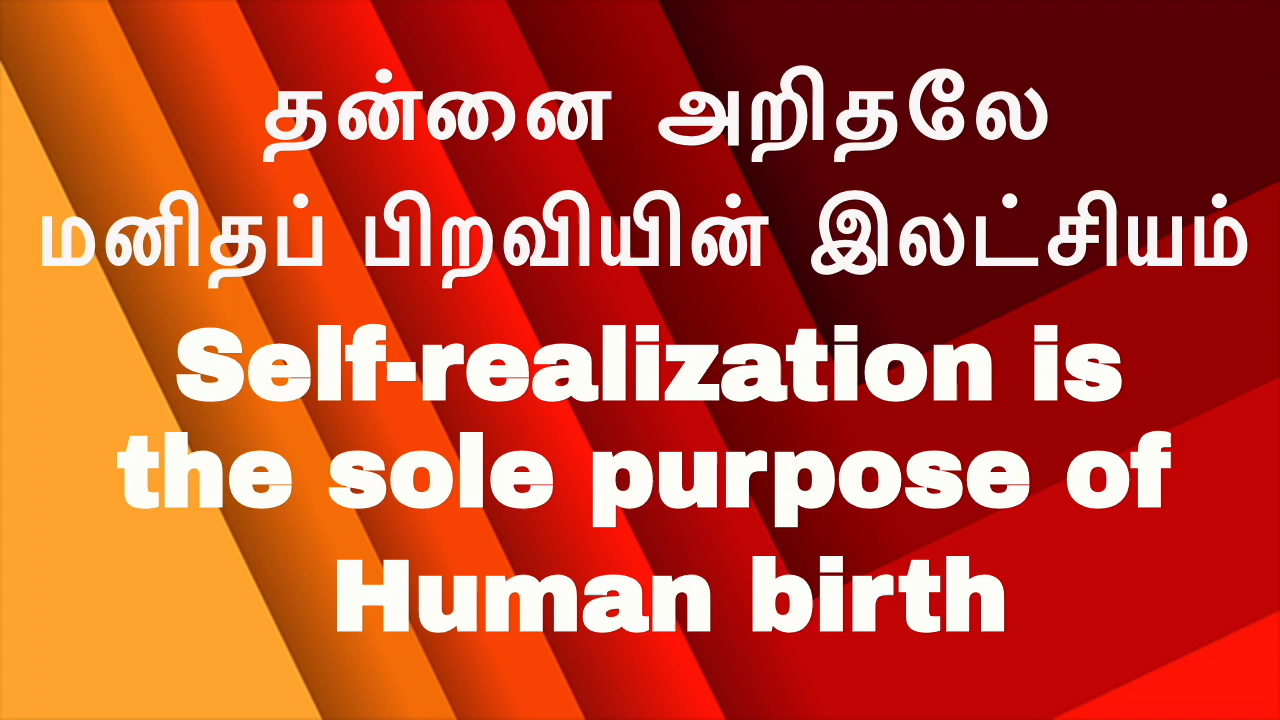 தன்னை அறிதலே
மனிதப் பிறவியின் இலட்சியம்
Self-realization is
the sole purpose of
Human birth